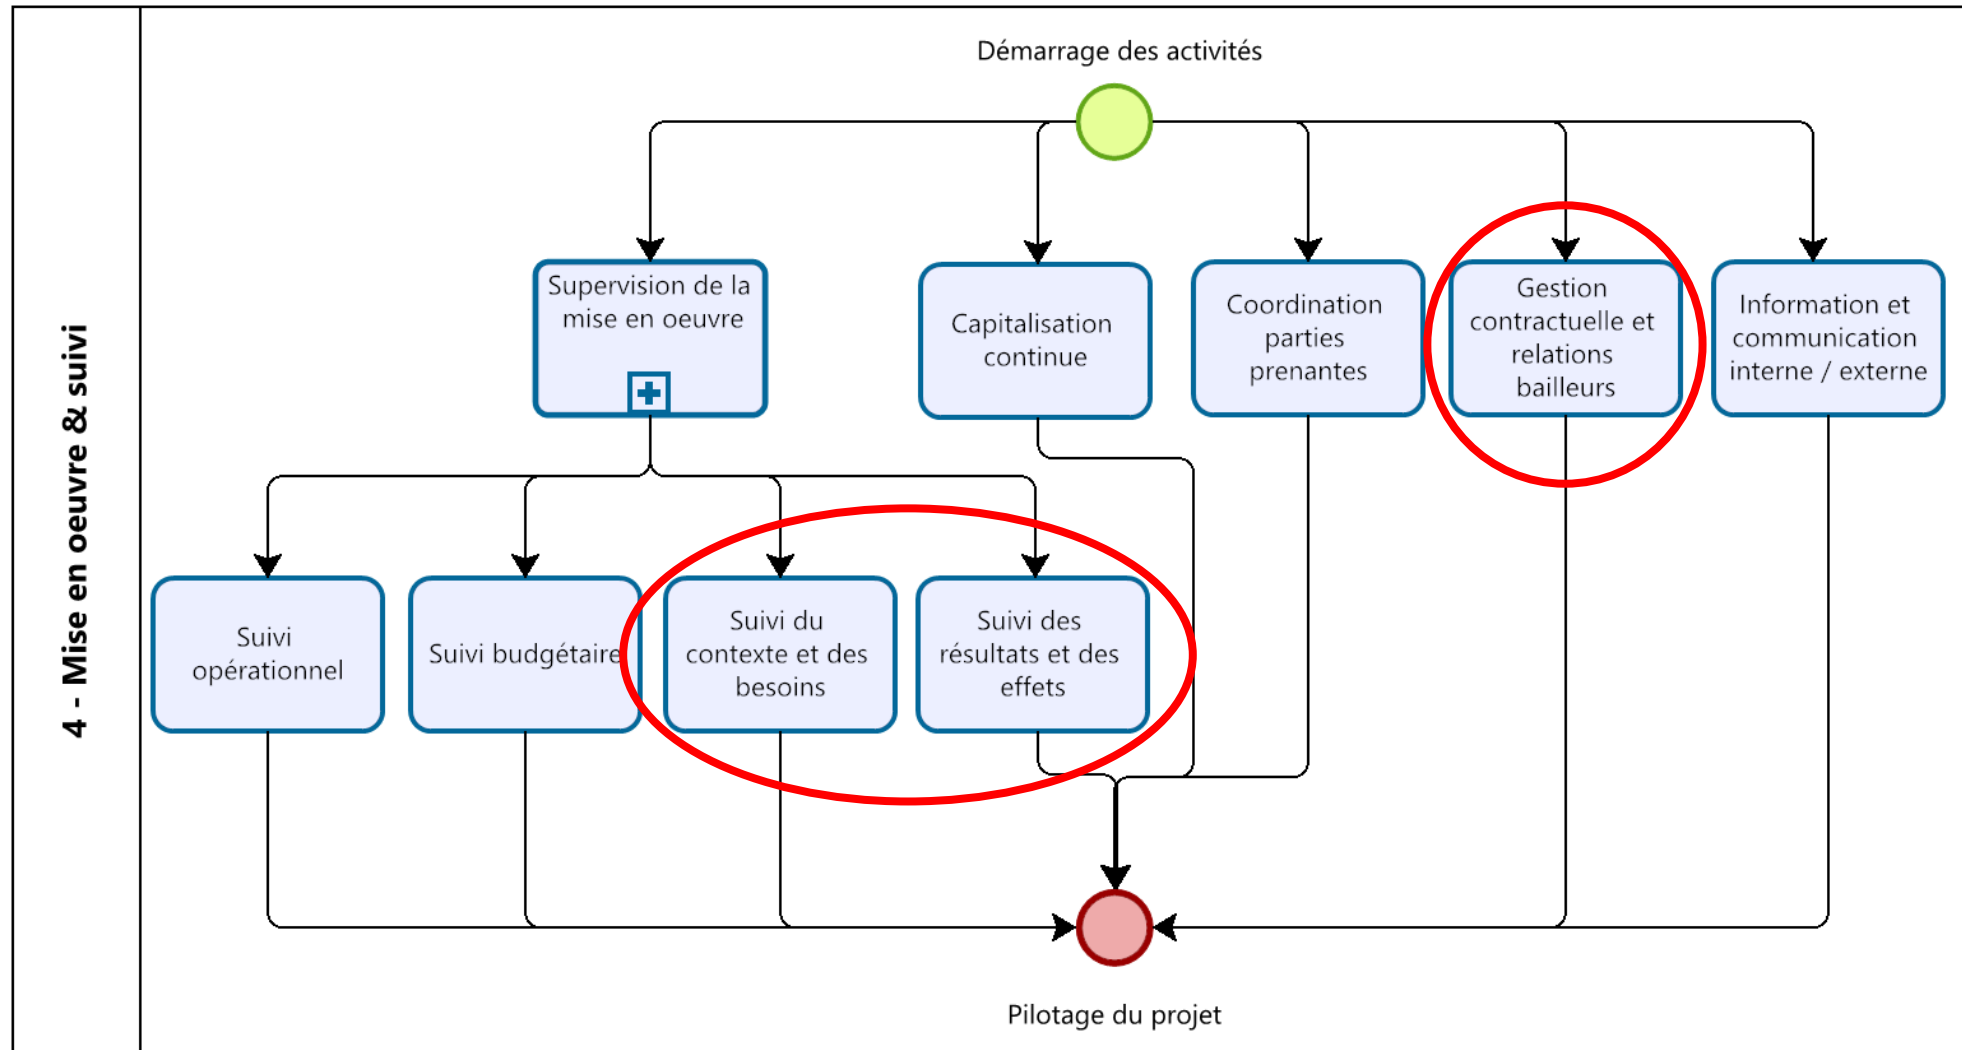 4 - Mise en oeuvre & suivi
Démarrage des activités
Supervision de la
mise en oeuvre
Capitalisation
continue
Coordination
parties
prenantes
Gestion
contractuelle et
relations
bailleurs
Information et
communication
interne / externe
Suivi
opérationnel
Suivi budgétaire
Suivi du
contexte et des
besoins
Suivi des
résultats et des
effets
Pilotage du projet